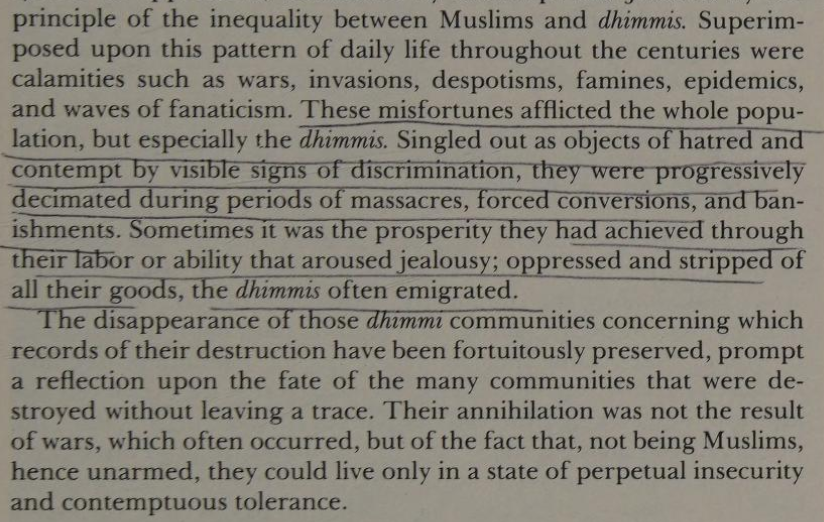 principle of the inequality between Muslims and dhimmis. Superim-
posed upon this pattern of daily life throughout the centuries were
calamities such as wars, invasions, despotisms, famines, epidemics,
and waves of fanaticism. These misfortunes afflicted the whole popu-
lation, but especially the dhimmis. Singled out as objects of hatred and
contempt by visible signs of discrimination, they were progressively
decimated during periods of massacres, forced conversions, and ban-
ishments. Sometimes it was the prosperity they had achieved through
their labor or ability that aroused jealousy; oppressed and stripped of
all their goods, the dhimmis often emigrated.
The disappearance of those dhimmi communities concerning which
records of their destruction have been fortuitously preserved, prompt
a reflection upon the fate of the many communities that were de-
stroyed without leaving a trace. Their annihilation was not the result
of wars, which often occurred, but of the fact that, not being Muslims,
hence unarmed, they could live only in a state of perpetual insecurity
and contemptuous tolerance.